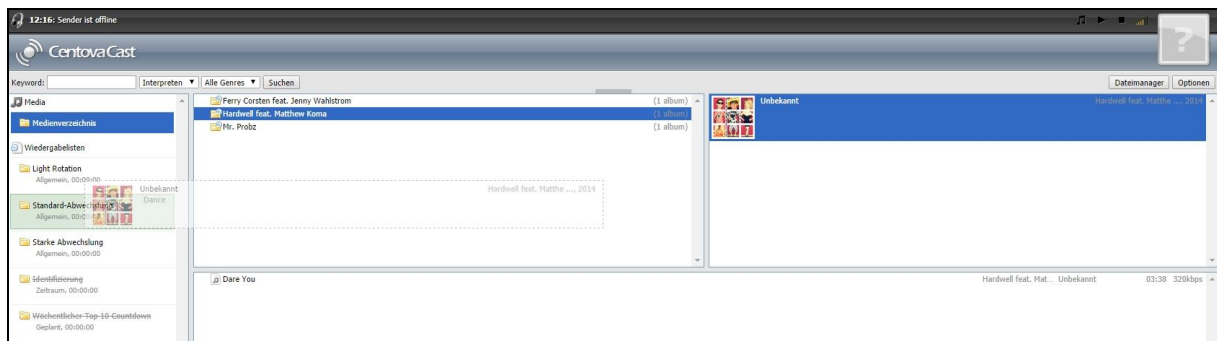 12:16: Sender ist offline
CentovaCast
Keyword: Interpreten Alle Genres Suchen Dateimanager Optionen
Media
Medienverzeichnis
Wiedergabelisten
Light Rotation
Allgemein, 00:00:00
Standard-Abwechslung
Allgemein, 00:0
Starke Abwechslung
Allgemein, 00:00:00
Identifizierung
Zeitraum, 00:00:00
Wöchentlicher Top 10 Countdown
Geplant, 00:00:00
Unbekannt Hardwell feat. Matthe ..., 2014
Dance
Ferry Corsten feat. Jenny Wahlstrom (1 album)
Hardwell feat. Matthew Koma (1 album)
Mr. Probz (1 album)
Unbekannt Hardwell feat. Matthe ..., 2014
Dare You Hardwell feat. Mat... Unbekannt 03:38 320kbps